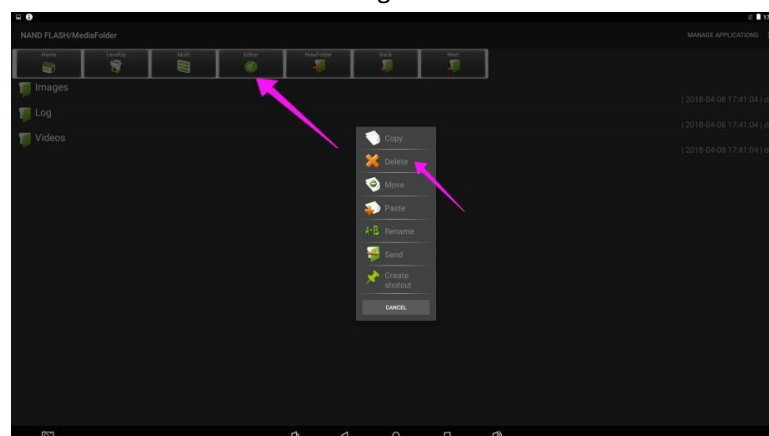 NAND FLASH/MediaFolder
MANAGE APPLICATIONS
Home LevelUp Multi Editor NewFolder Back Next
Images
( 2018-04-08 17:41:04 ) d
Log
( 2018-04-08 17:41:04 ) d
Videos
( 2018-04-08 17:41:04 ) d
Copy
Delete
Move
Paste
Rename
Send
Create
shotcut
CANCEL